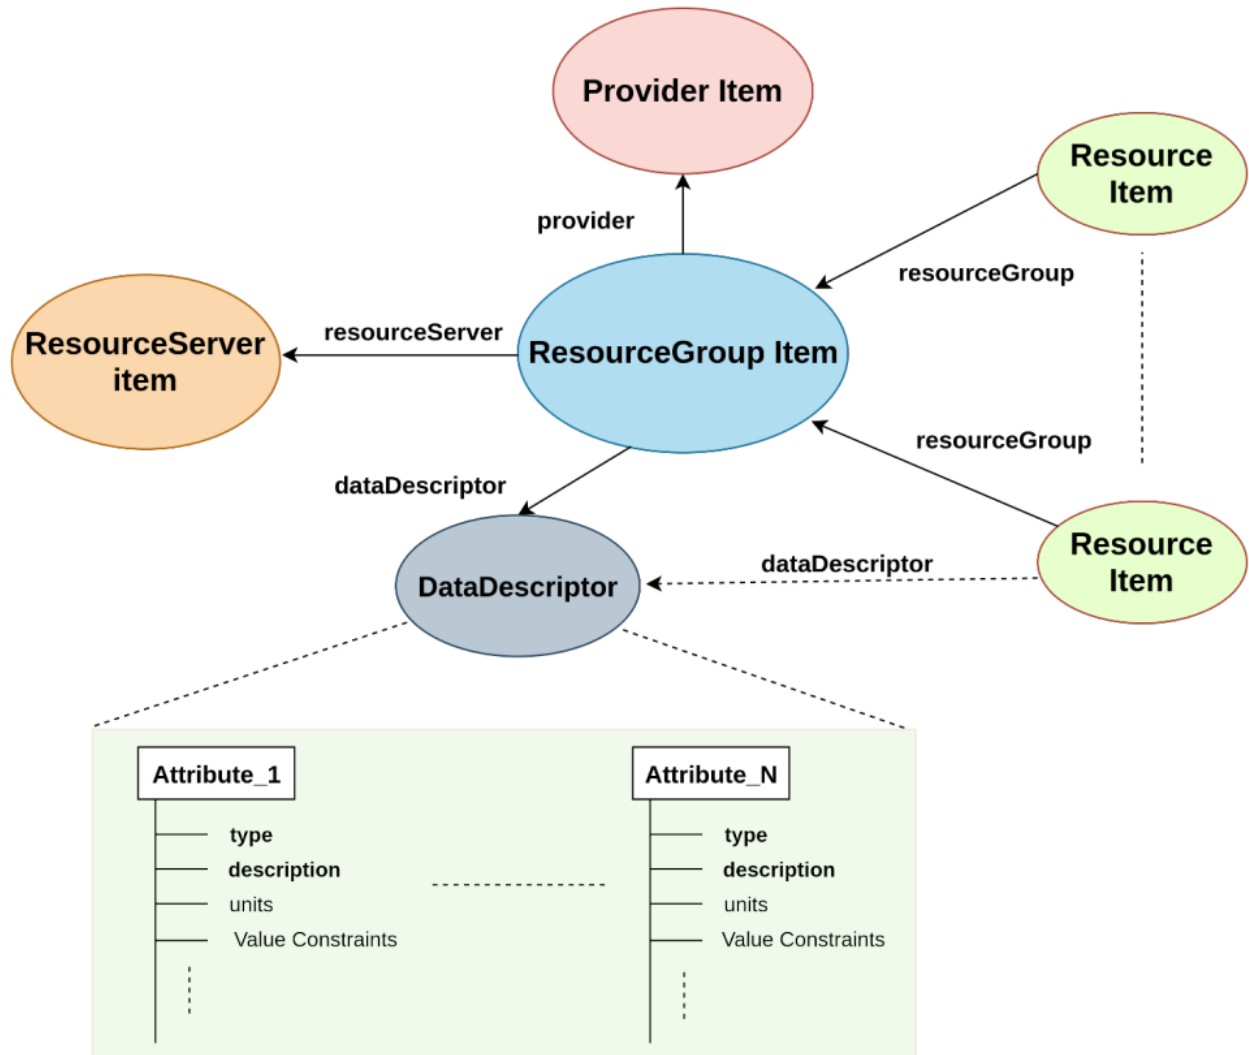 Provider Item
Resource
Item
provider
resourceGroup
resourceServer
ResourceServer
item
ResourceGroup Item
resourceGroup
dataDescriptor
Resource
Item
dataDescriptor
DataDescriptor
Attribute_1
type
description
units
Value Constraints
Attribute_N
type
description
units
Value Constraints